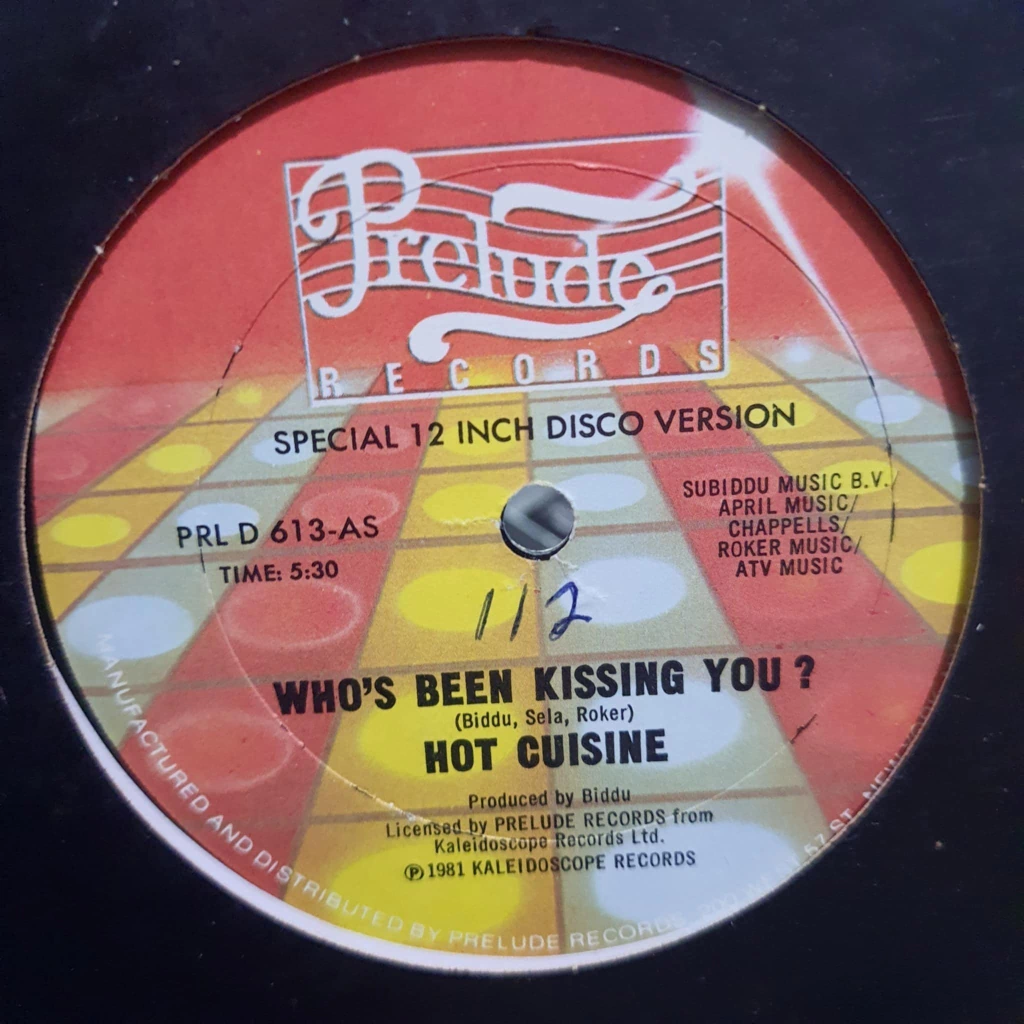 Prelude
RECORDS
SPECIAL 12 INCH DISCO VERSION
PRL D 613-AS
TIME: 5:30
SUBIDDU MUSIC B.V./
APRIL MUSIC/
CHAPPELLS/
ROKER MUSIC/
ATV MUSIC
112
WHO'S BEEN KISSING YOU?
(Biddu, Sela, Roker)
HOT CUISINE
Produced by Biddu
Licensed by PRELUDE RECORDS from
Kaleidoscope Records Ltd.
℗ 1981 KALEIDOSCOPE RECORDS
MANUFACTURED AND DISTRIBUTED BY PRELUDE RECORDS, 57 ST.